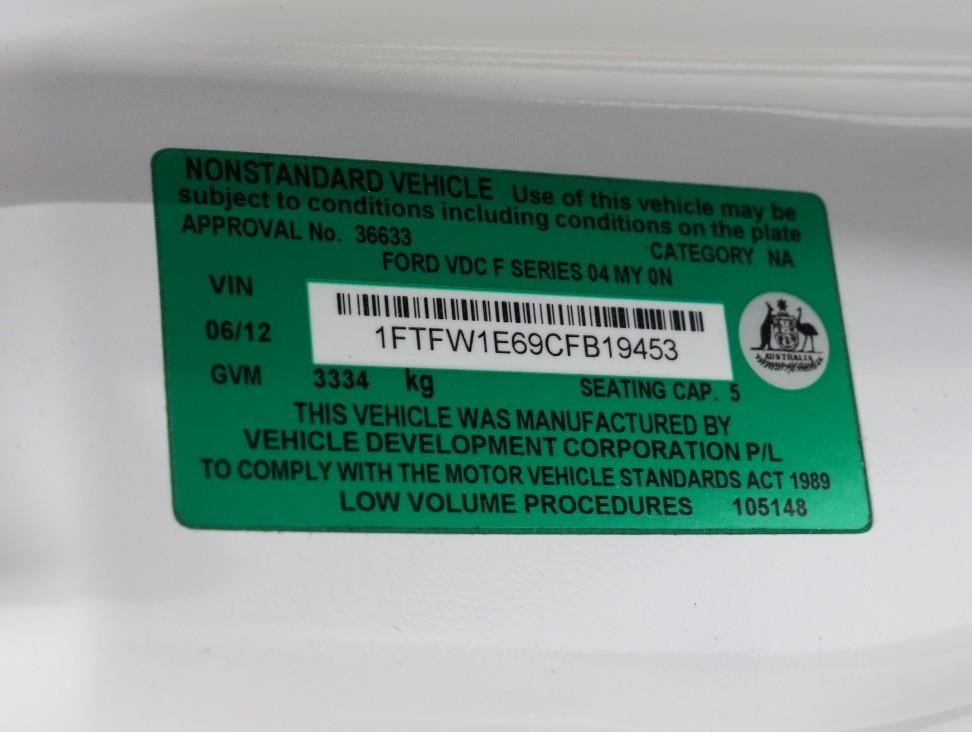 NONSTANDARD VEHICLE Use of this vehicle may be
subject to conditions including conditions on the plate
APPROVAL No. 36633 CATEGORY NA
FORD VDC F SERIES 04 MY 0N
VIN
1FTFW1E69CFB19453
06/12
AUSTRALIA
GVM 3334 kg SEATING CAP. 5
THIS VEHICLE WAS MANUFACTURED BY
VEHICLE DEVELOPMENT CORPORATION P/L
TO COMPLY WITH THE MOTOR VEHICLE STANDARDS ACT 1989
LOW VOLUME PROCEDURES 105148